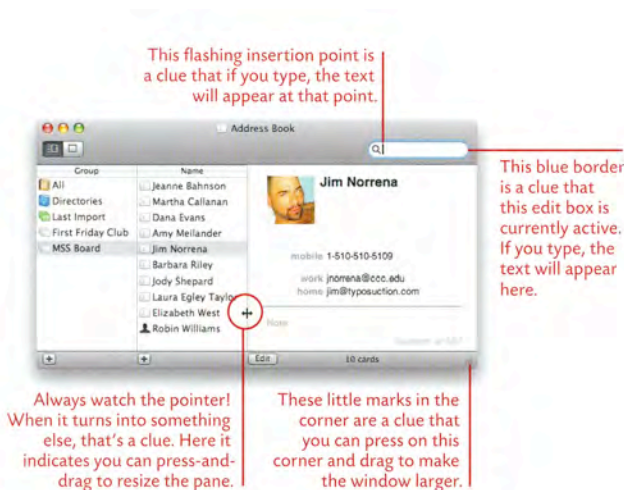 This flashing insertion point is
a clue that if you type, the text
will appear at that point.
Address Book
Group
Name
All
Directories
Last Import
First Friday Club
MSS Board
Jeanne Bahnson
Martha Callanan
Dana Evans
Amy Meilander
Jim Norrena
Barbara Riley
Jody Shepard
Laura Egley Taylor
Elizabeth West
Robin Williams
Jim Norrena
mobile 1-510-510-5109
work jnorrena@ccc.edu
home jim@typosuction.com
Note
Edit
10 cards
This blue border
is a clue that
this edit box is
currently active.
If you type, the
text will appear
here.
Always watch the pointer!
When it turns into something
else, that's a clue. Here it
indicates you can press-and-
drag to resize the pane.
These little marks in the
corner are a clue that
you can press on this
corner and drag to make
the window larger.